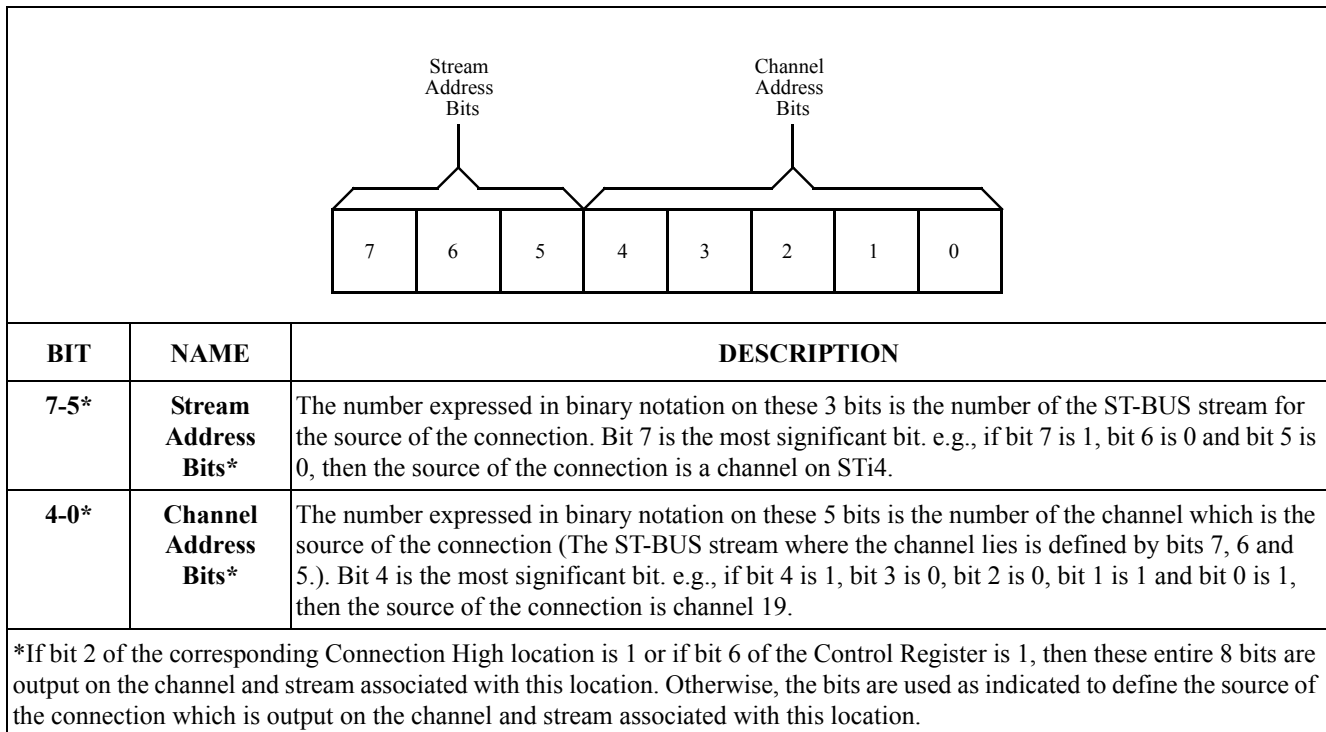 Stream
Address
Bits
Channel
Address
Bits
7 6 5 4 3 2 1 0
BIT NAME DESCRIPTION
7-5* Stream Address Bits* The number expressed in binary notation on these 3 bits is the number of the ST-BUS stream for
the source of the connection. Bit 7 is the most significant bit. e.g., if bit 7 is 1, bit 6 is 0 and bit 5 is
0, then the source of the connection is a channel on STi4.
4-0* Channel Address Bits* The number expressed in binary notation on these 5 bits is the number of the channel which is the
source of the connection (The ST-BUS stream where the channel lies is defined by bits 7, 6 and
5.). Bit 4 is the most significant bit. e.g., if bit 4 is 1, bit 3 is 0, bit 2 is 0, bit 1 is 1 and bit 0 is 1,
then the source of the connection is channel 19.
*If bit 2 of the corresponding Connection High location is 1 or if bit 6 of the Control Register is 1, then these entire 8 bits are
output on the channel and stream associated with this location. Otherwise, the bits are used as indicated to define the source of
the connection which is output on the channel and stream associated with this location.